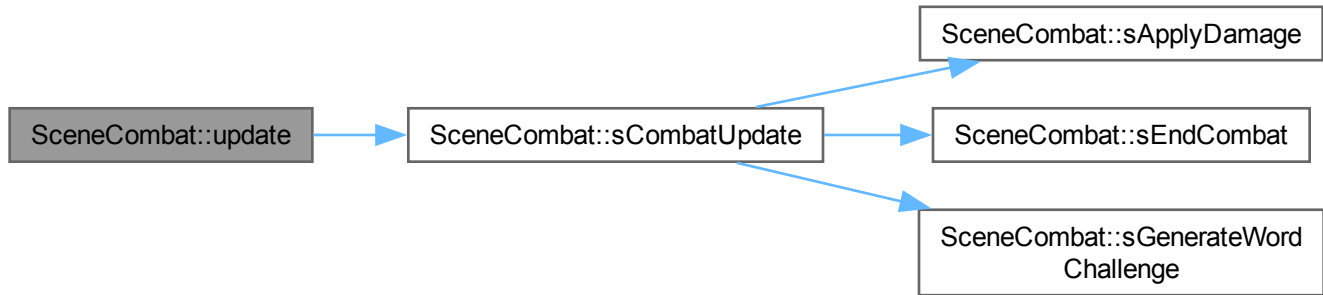 SceneCombat::update
SceneCombat::sCombatUpdate
SceneCombat::sApplyDamage
SceneCombat::sEndCombat
SceneCombat::sGenerateWord
Challenge